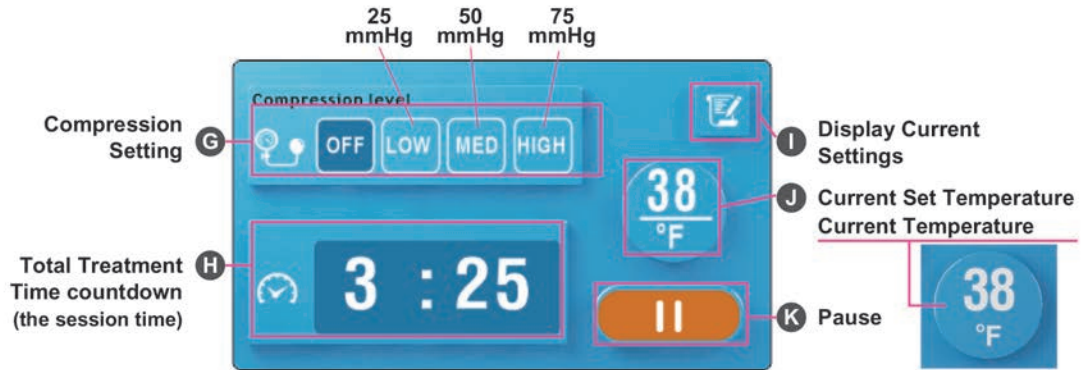 25
mmHg
50
mmHg
75
mmHg
Compression
Setting
G
Compression level
OFF
LOW
MED
HIGH
I
Display Current
Settings
38
°F
J
Current Set Temperature
Current Temperature
38
°F
Total Treatment
Time countdown
(the session time)
H
3 : 25
K
Pause